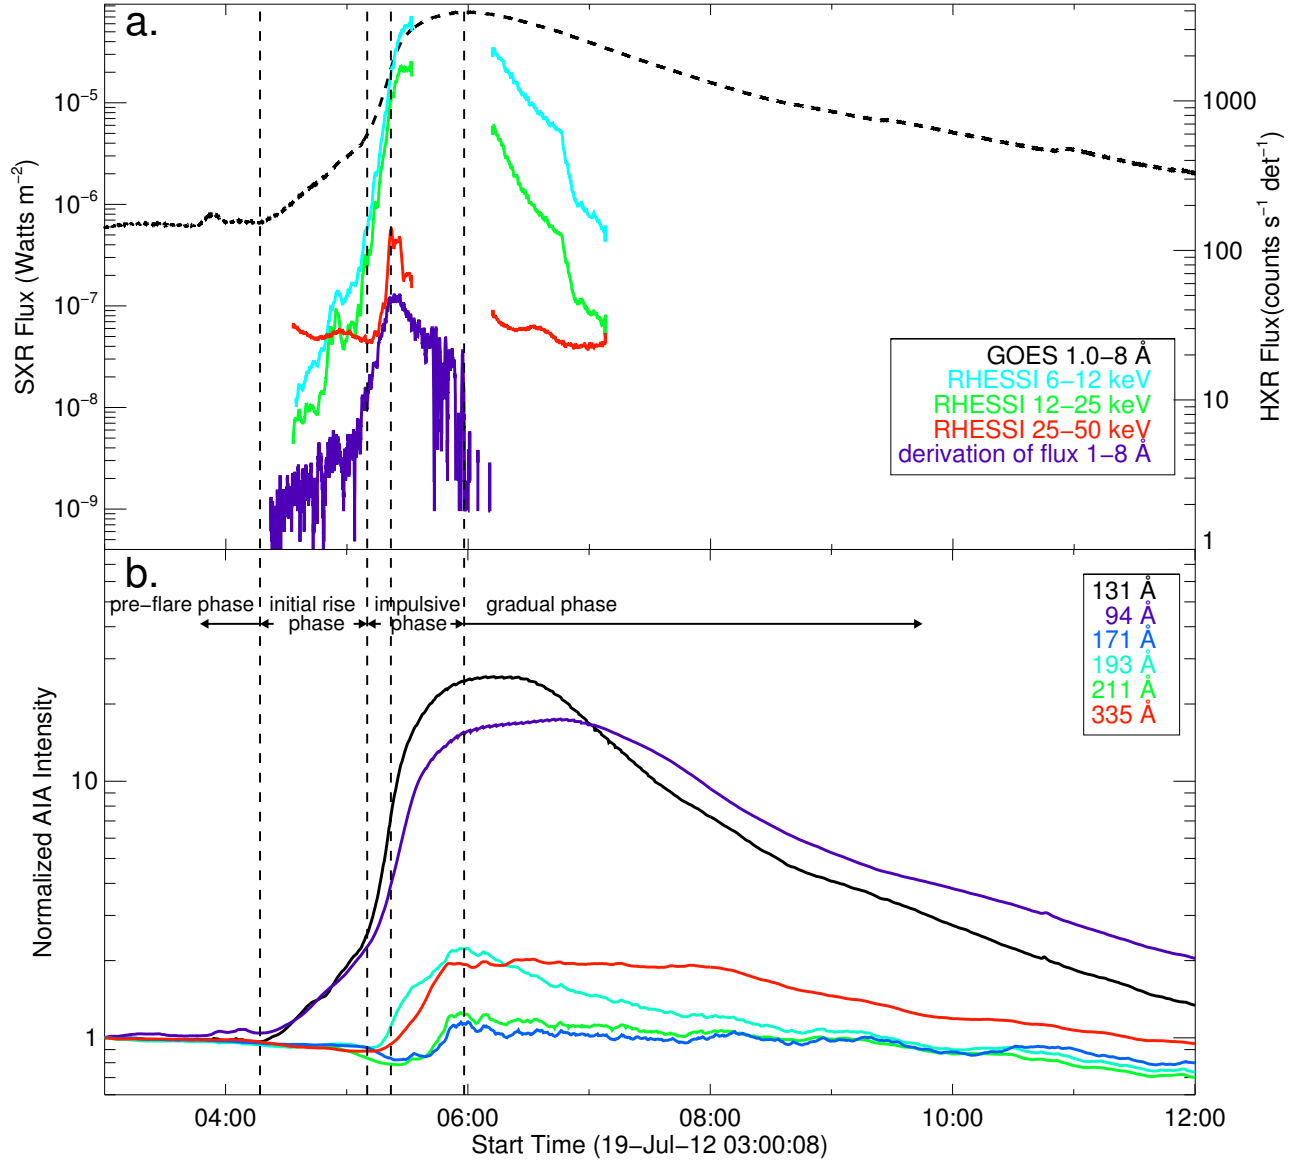 a.
SXR Flux (Watts m⁻²)
10⁻⁵
10⁻⁶
10⁻⁷
10⁻⁸
10⁻⁹
HXR Flux(counts s⁻¹ det⁻¹)
1000
100
10
1
GOES 1.0−8 Å
RHESSI 6−12 keV
RHESSI 12−25 keV
RHESSI 25−50 keV
derivation of flux 1−8 Å
b.
pre-flare phase
initial rise
phase
impulsive
phase
gradual phase
131 Å
94 Å
171 Å
193 Å
211 Å
335 Å
Normalized AIA Intensity
10
1
04:00
06:00
08:00
10:00
12:00
Start Time (19−Jul−12 03:00:08)